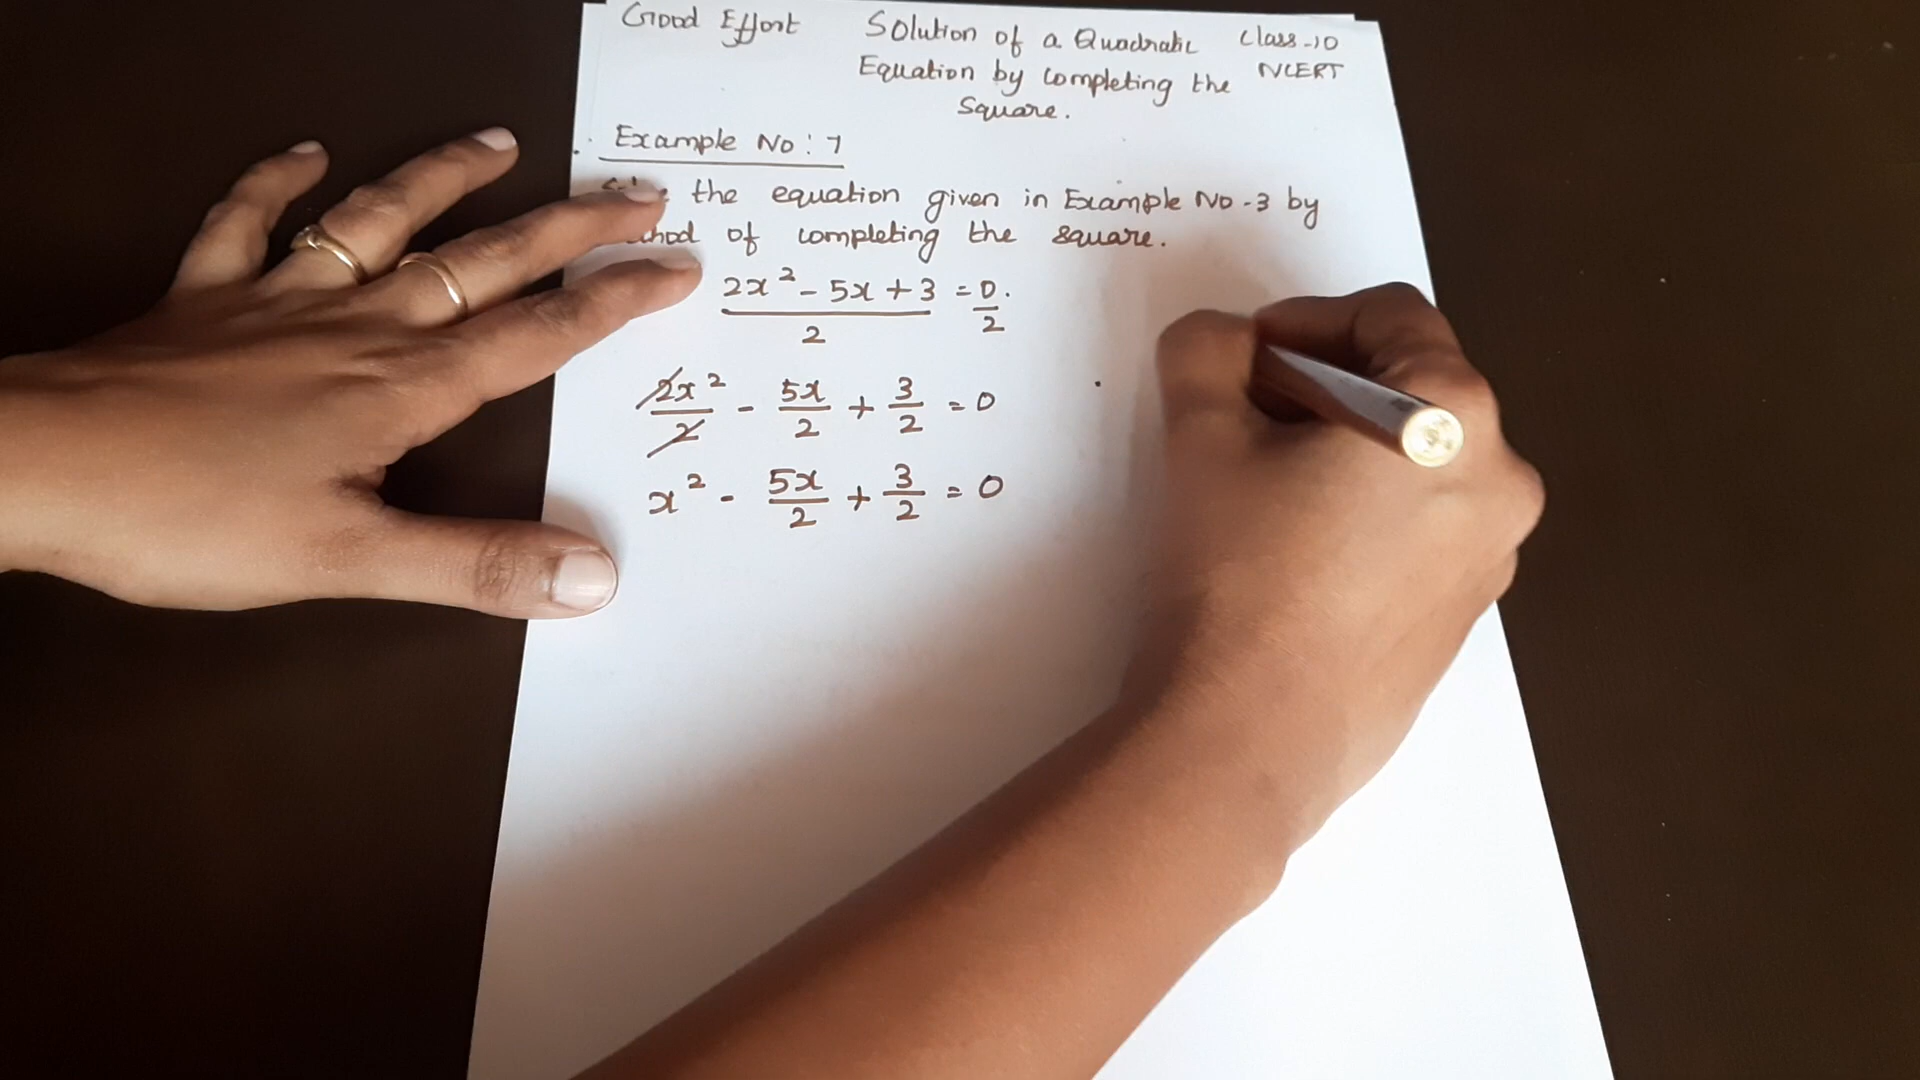 Good Effort Solution of a Quadratic Class-10
Equation by completing the NCERT
Square.
Example No: 7
the equation given in Example No-3 by
of completing the square.
2x² - 5x + 3 = 0.
2 2
2x² - 5x + 3 = 0
2 2 2
x² - 5x + 3 = 0
2 2